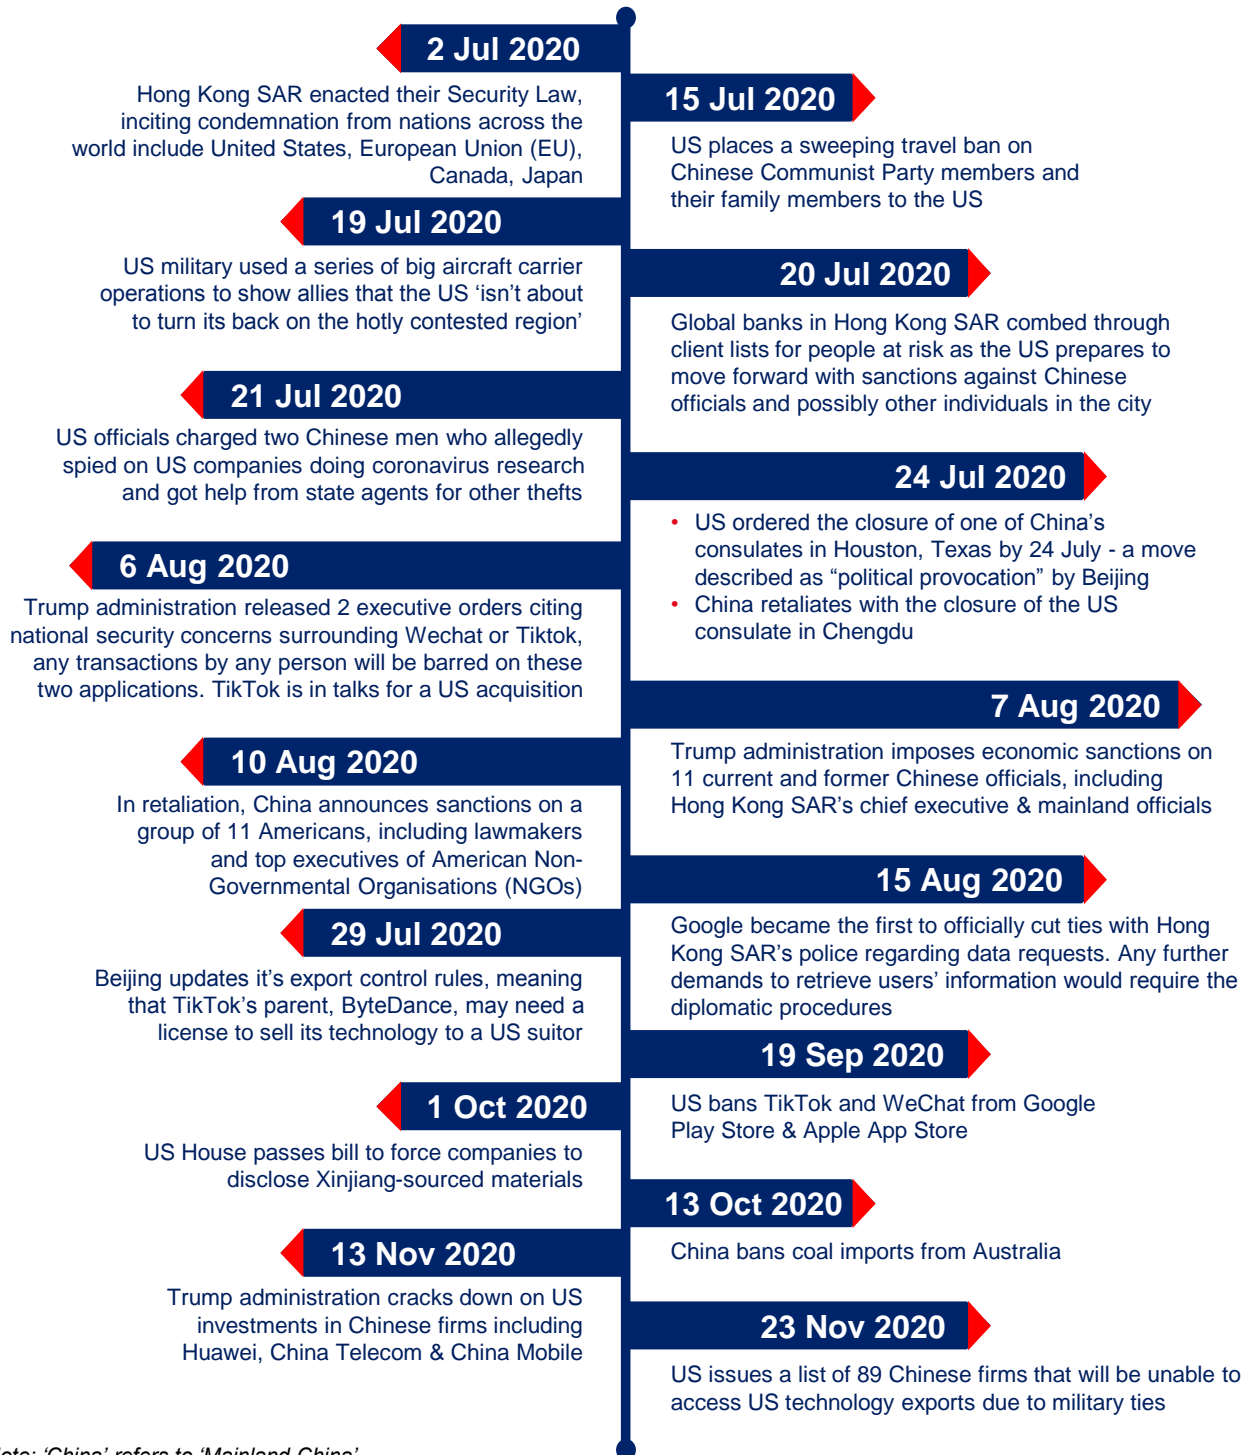 2 Jul 2020
Hong Kong SAR enacted their Security Law,
inciting condemnation from nations across the
world include United States, European Union (EU),
Canada, Japan
15 Jul 2020
US places a sweeping travel ban on
Chinese Communist Party members and
their family members to the US
19 Jul 2020
US military used a series of big aircraft carrier
operations to show allies that the US ‘isn’t about
to turn its back on the hotly contested region’
20 Jul 2020
Global banks in Hong Kong SAR combed through
client lists for people at risk as the US prepares to
move forward with sanctions against Chinese
officials and possibly other individuals in the city
21 Jul 2020
US officials charged two Chinese men who allegedly
spied on US companies doing coronavirus research
and got help from state agents for other thefts
24 Jul 2020
• US ordered the closure of one of China’s
consulates in Houston, Texas by 24 July - a move
described as “political provocation” by Beijing
• China retaliates with the closure of the US
consulate in Chengdu
6 Aug 2020
Trump administration released 2 executive orders citing
national security concerns surrounding Wechat or Tiktok,
any transactions by any person will be barred on these
two applications. TikTok is in talks for a US acquisition
7 Aug 2020
Trump administration imposes economic sanctions on
11 current and former Chinese officials, including
Hong Kong SAR’s chief executive & mainland officials
10 Aug 2020
In retaliation, China announces sanctions on a
group of 11 Americans, including lawmakers
and top executives of American Non-
Governmental Organisations (NGOs)
15 Aug 2020
Google became the first to officially cut ties with Hong
Kong SAR’s police regarding data requests. Any further
demands to retrieve users’ information would require the
diplomatic procedures
29 Jul 2020
Beijing updates it’s export control rules, meaning
that TikTok’s parent, ByteDance, may need a
license to sell its technology to a US suitor
19 Sep 2020
US bans TikTok and WeChat from Google
Play Store & Apple App Store
1 Oct 2020
US House passes bill to force companies to
disclose Xinjiang-sourced materials
13 Oct 2020
China bans coal imports from Australia
13 Nov 2020
Trump administration cracks down on US
investments in Chinese firms including
Huawei, China Telecom & China Mobile
23 Nov 2020
US issues a list of 89 Chinese firms that will be unable to
access US technology exports due to military ties
‘China’ refers to ‘Mainland China’